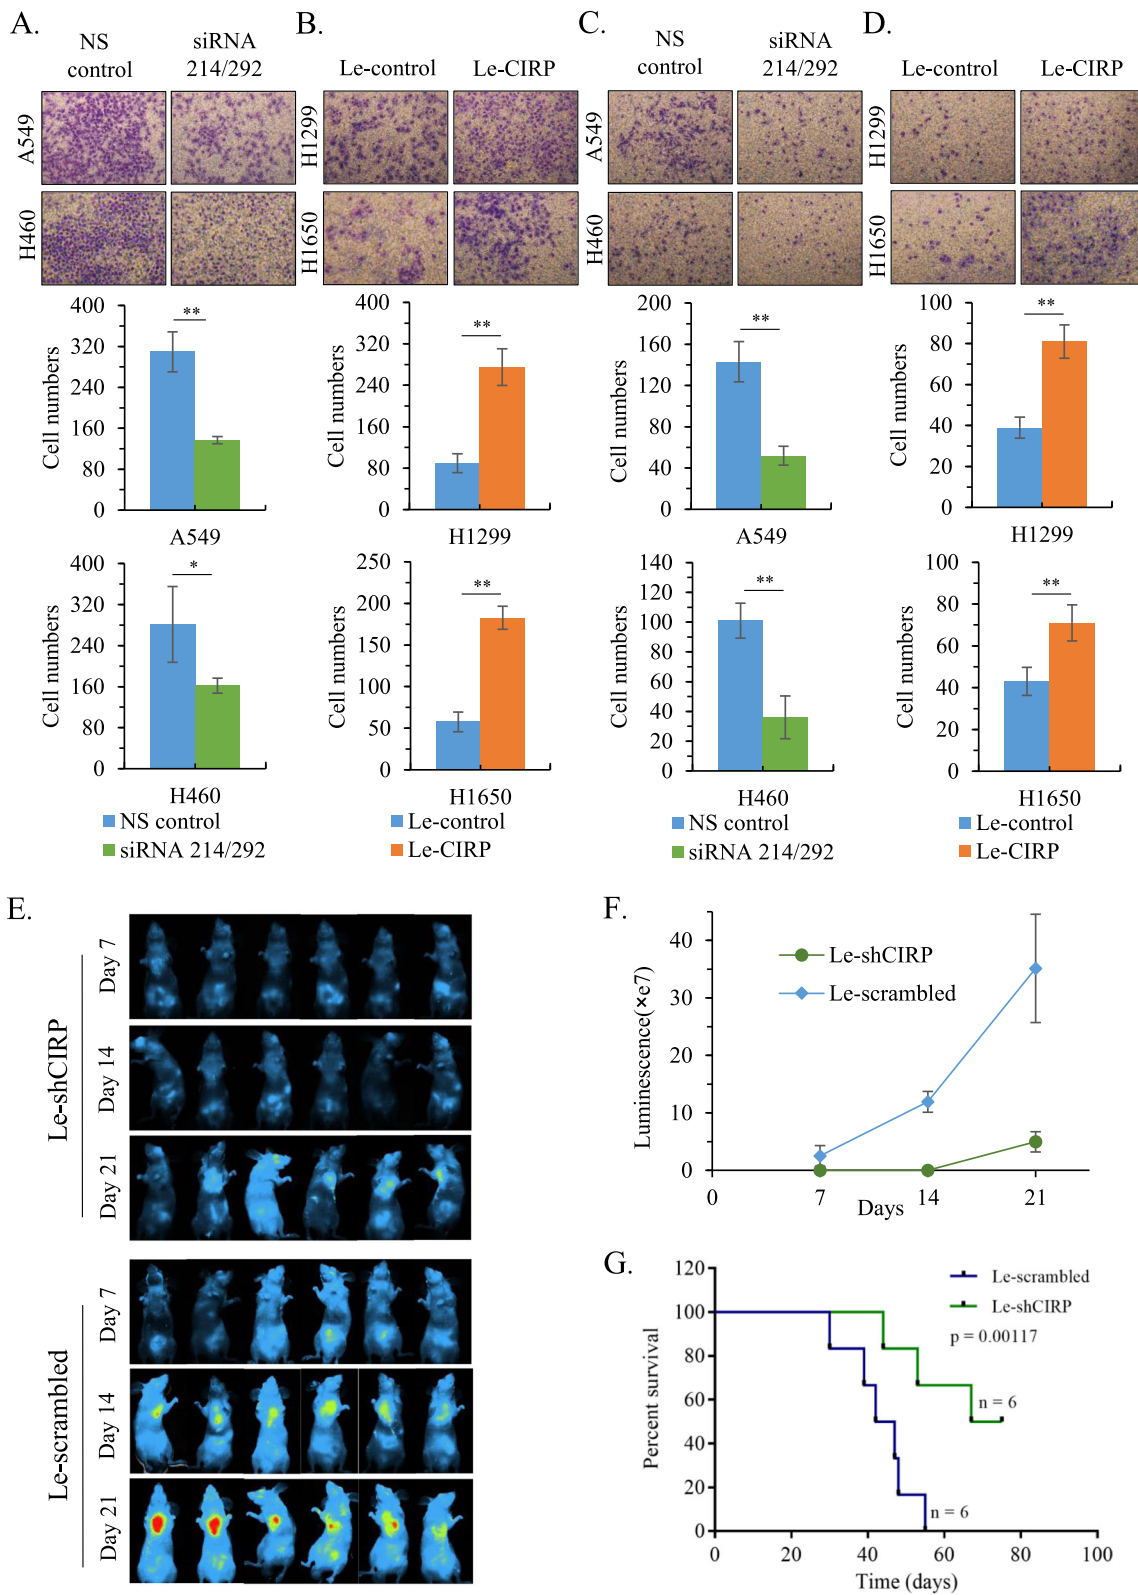 A.
NS
control
siRNA
214/292
B.
Le-control
Le-CIRP
C.
NS
control
siRNA
214/292
D.
Le-control
Le-CIRP
A549
H460
H1299
H1650
A549
H460
H1299
H1650
400
320
240
160
80
0
Cell numbers
**
A549
400
360
240
160
80
0
Cell numbers
**
H1299
200
160
120
80
40
0
Cell numbers
**
A549
100
80
60
40
20
0
Cell numbers
**
H1299
400
320
240
160
80
0
Cell numbers
*
H460
250
200
150
100
50
0
Cell numbers
**
H1650
140
120
100
80
60
40
20
0
Cell numbers
**
H460
100
80
60
40
20
0
Cell numbers
**
H1650
NS control
siRNA 214/292
Le-control
Le-CIRP
NS control
siRNA 214/292
Le-control
Le-CIRP
E.
Le-shCIRP
Day 7
Day 14
Day 21
Le-scrambled
Day 7
Day 14
Day 21
F.
Luminescence(×e7)
40
30
20
10
0
Le-shCIRP
Le-scrambled
0 7 14 21
Days
G.
Percent survival
120
100
80
60
40
20
0
Le-scrambled
Le-shCIRP
p = 0.00117
n = 6
n = 6
0 20 40 60 80 100
Time (days)